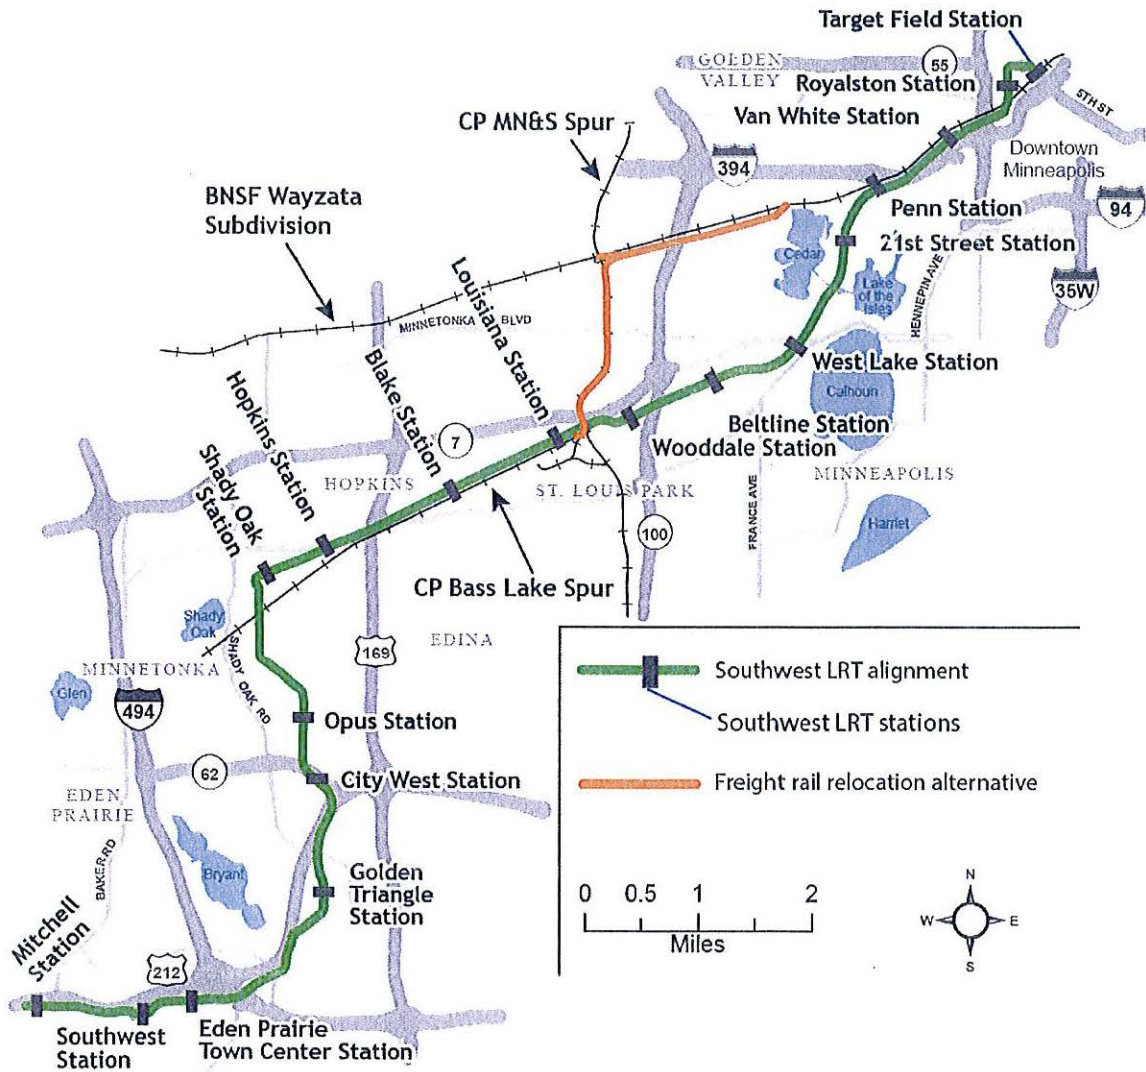 Target Field Station
GOLDEN
VALLEY
55
Royalston Station
5TH ST
CP MN&S Spur
Van White Station
Downtown
Minneapolis
394
BNSF Wayzata
Subdivision
Penn Station
94
21st Street Station
Cedar
Lake
of the
Isles
HENNEPIN AVE
35W
Louisiana Station
MINNETONKA BLVD
Blake Station
West Lake Station
Hopkins Station
Calhoun
7
Beltline Station
Wooddale Station
Shady Oak
Station
HOPKINS
ST. LOUIS PARK
MINNEAPOLIS
FRANCE AVE
Harriet
100
CP Bass Lake Spur
Shady
Oak
EDINA
169
MINNETONKA
SHADY OAK RD
Glen
494
Opus Station
62
City West Station
EDEN
PRAIRIE
BAKER RD
Bryant
Golden
Triangle
Station
Mitchell
Station
212
Southwest
Station
Eden Prairie
Town Center Station
Southwest LRT alignment
Southwest LRT stations
Freight rail relocation alternative
0 0.5 1 2
Miles
N
W E
S